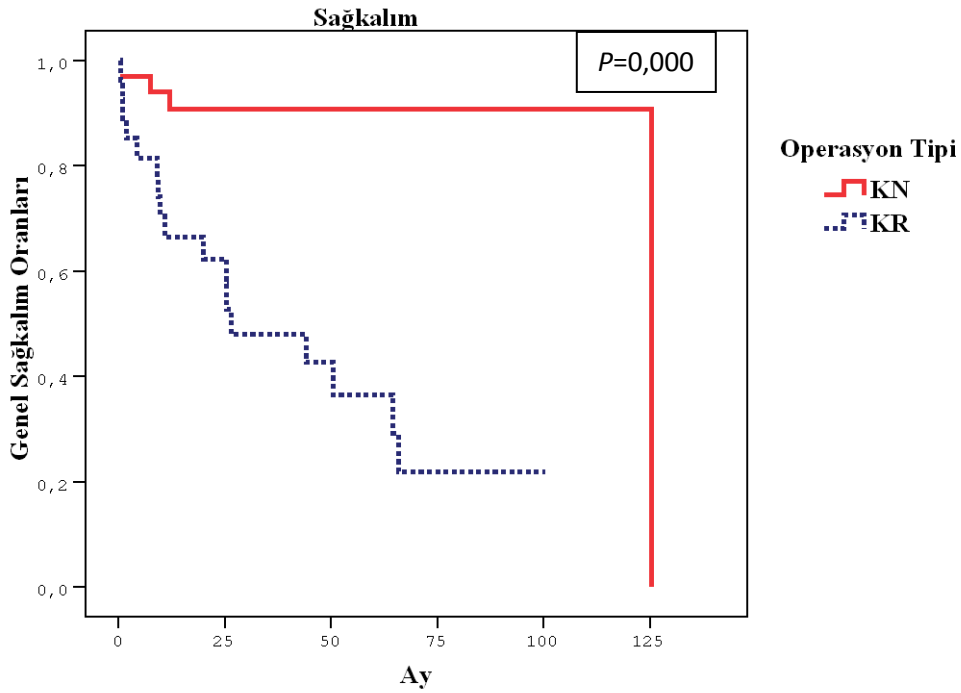 Sağkalım
P=0,000
1,0
0,8
0,6
0,4
0,2
0,0
Genel Sağkalım Oranları
0 25 50 75 100 125
Ay
Operasyon Tipi
KN
KR